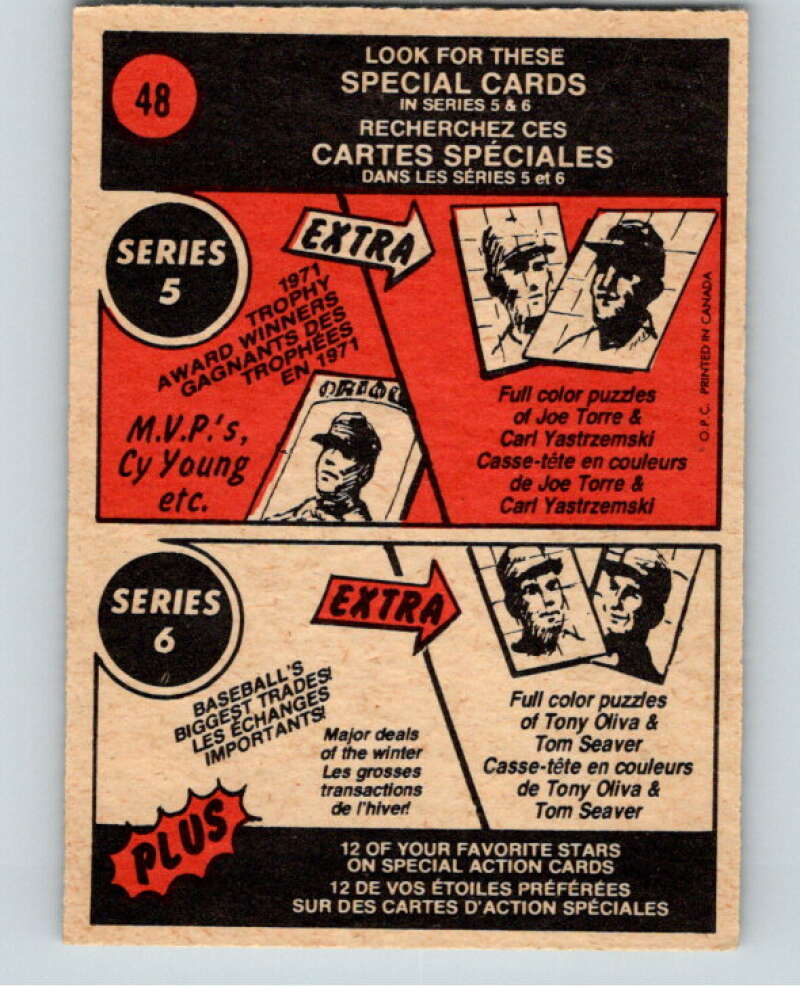 48
LOOK FOR THESE
SPECIAL CARDS
IN SERIES 5 & 6
RECHERCHEZ CES
CARTES SPÉCIALES
DANS LES SÉRIES 5 et 6
SERIES
5
EXTRA
1971
TROPHY
AWARD WINNERS
GAGNANTS DES
TROPHÉES
EN 1971
M.V.P.'s,
Cy Young
etc.
Full color puzzles
of Joe Torre &
Carl Yastrzemski
Casse-tête en couleurs
de Joe Torre &
Carl Yastrzemski
O.P.C. PRINTED IN CANADA
SERIES
6
EXTRA
BASEBALL'S
BIGGEST TRADES!
LES ÉCHANGES
IMPORTANTS!
Major deals
of the winter
Les grosses
transactions
de l'hiver!
Full color puzzles
of Tony Oliva &
Tom Seaver
Casse-tête en couleurs
de Tony Oliva &
Tom Seaver
PLUS
12 OF YOUR FAVORITE STARS
ON SPECIAL ACTION CARDS
12 DE VOS ÉTOILES PRÉFÉRÉES
SUR DES CARTES D'ACTION SPÉCIALES